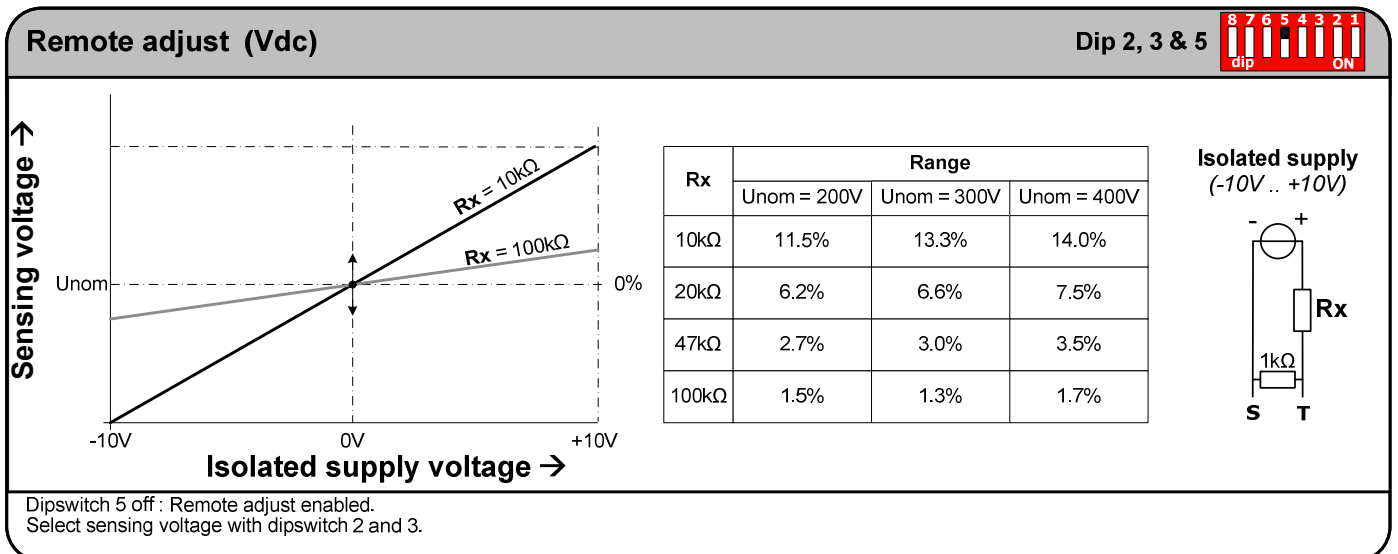 Remote adjust (Vdc)
Dip 2, 3 & 5
8 7 6 5 4 3 2 1
dip ON
Sensing voltage →
Unom
Rx = 10kΩ
Rx = 100kΩ
0%
-10V 0V +10V
Isolated supply voltage →
Rx Range
Unom = 200V Unom = 300V Unom = 400V
10kΩ 11.5% 13.3% 14.0%
20kΩ 6.2% 6.6% 7.5%
47kΩ 2.7% 3.0% 3.5%
100kΩ 1.5% 1.3% 1.7%
Isolated supply
(-10V .. +10V)
- +
Rx
1kΩ
S T
Dipswitch 5 off : Remote adjust enabled.
Select sensing voltage with dipswitch 2 and 3.